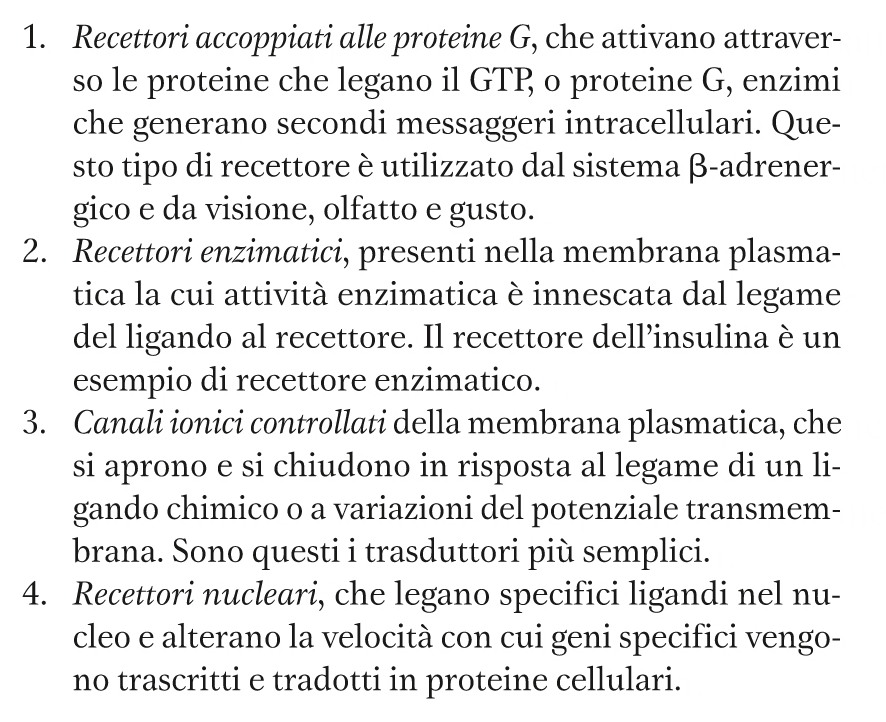 1. Recettori accoppiati alle proteine G, che attivano attraver-
so le proteine che legano il GTP, o proteine G, enzimi
che generano secondi messaggeri intracellulari. Que-
sto tipo di recettore è utilizzato dal sistema β-adrener-
gico e da visione, olfatto e gusto.
2. Recettori enzimatici, presenti nella membrana plasma-
tica la cui attività enzimatica è innescata dal legame
del ligando al recettore. Il recettore dell’insulina è un
esempio di recettore enzimatico.
3. Canali ionici controllati della membrana plasmatica, che
si aprono e si chiudono in risposta al legame di un li-
gando chimico o a variazioni del potenziale transmem-
brana. Sono questi i trasduttori più semplici.
4. Recettori nucleari, che legano specifici ligandi nel nu-
cleo e alterano la velocità con cui geni specifici vengo-
no trascritti e tradotti in proteine cellulari.